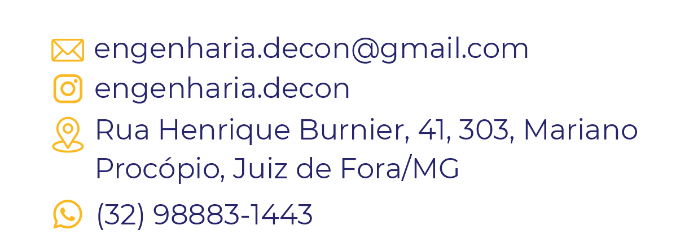 engenharia.decon@gmail.com
engenharia.decon
Rua Henrique Burnier, 41, 303, Mariano
Procópio, Juiz de Fora/MG
(32) 98883-1443